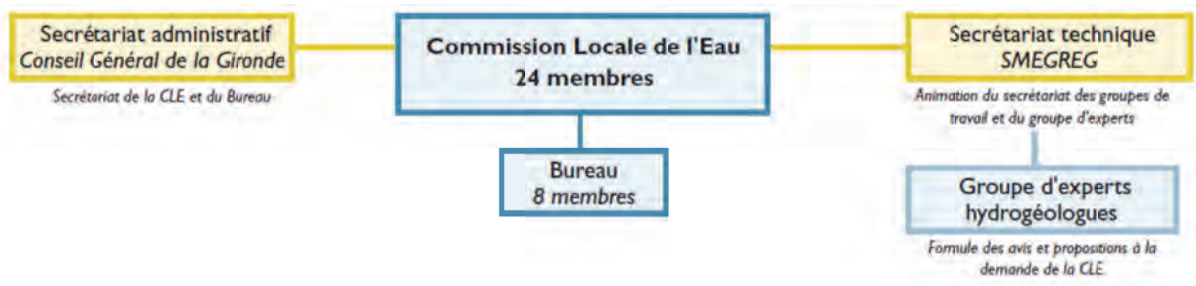 Secrétariat administratif
Conseil Général de la Gironde
Secrétariat de la CLE et du Bureau
Commission Locale de l'Eau
24 membres
Bureau
8 membres
Secrétariat technique
SMEGREG
Animation du secrétariat des groupes de
travail et du groupe d'experts
Groupe d'experts
hydrogéologues
Formule des avis et propositions à la
demande de la CLE.